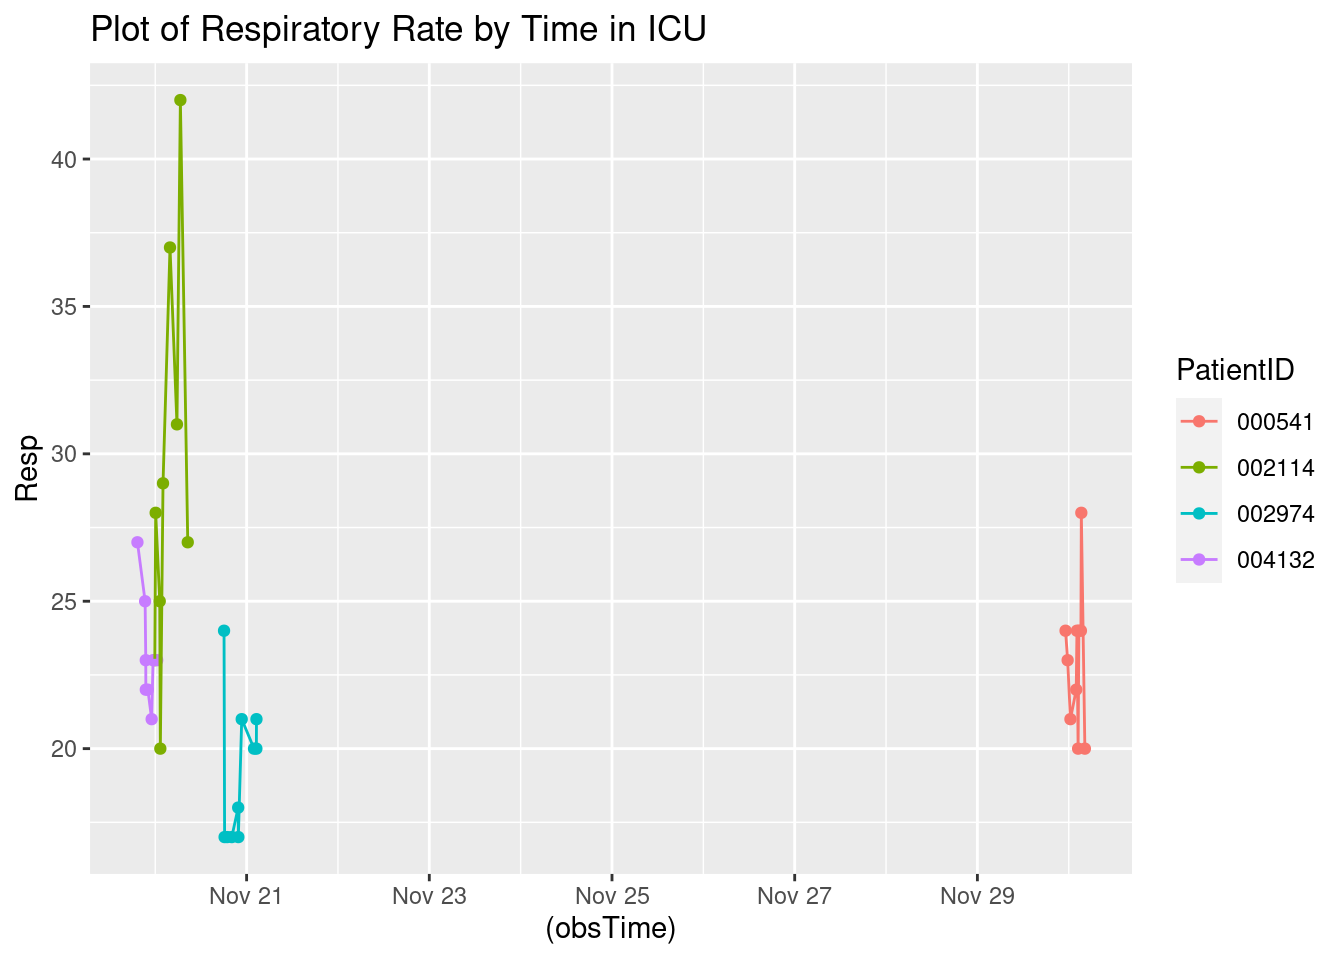 Plot of Respiratory Rate by Time in ICU
40
35
30
25
20
Resp
Nov 21
Nov 23
Nov 25
Nov 27
Nov 29
(obsTime)
PatientID
000541
002114
002974
004132